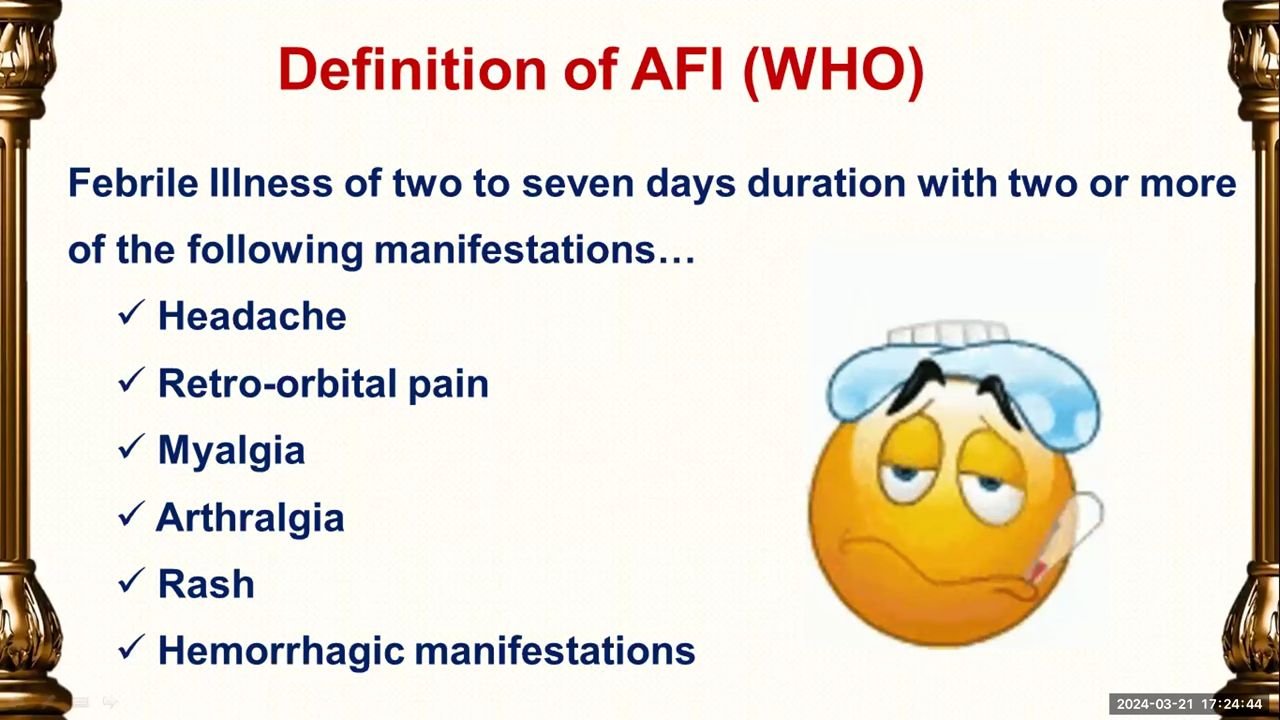 Definition of AFI (WHO)
Febrile Illness of two to seven days duration with two or more
of the following manifestations…
✓ Headache
✓ Retro-orbital pain
✓ Myalgia
✓ Arthralgia
✓ Rash
✓ Hemorrhagic manifestations
2024-03-21 17:24:44